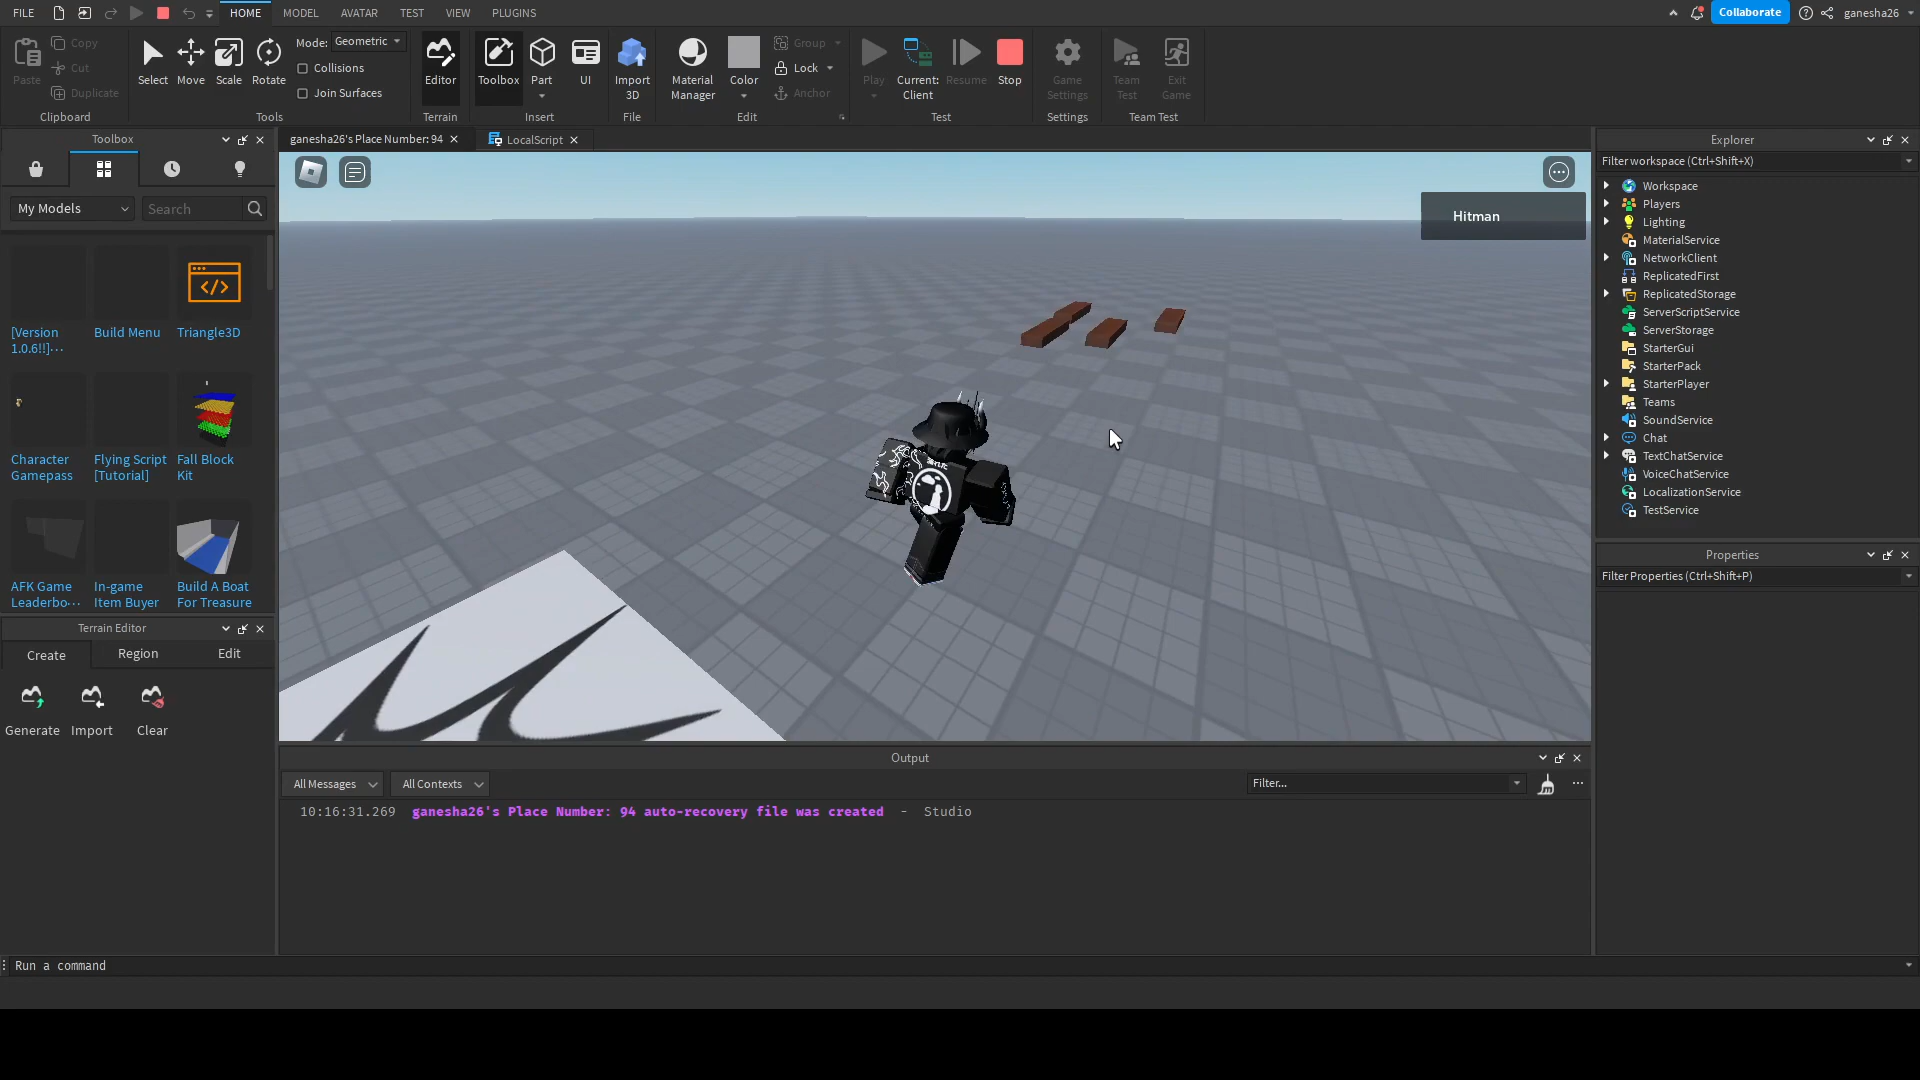 FILE HOME MODEL AVATAR TEST VIEW PLUGINS Collaborate ganesha26
Paste Copy Cut Duplicate
Clipboard
Select Move Scale Rotate
Mode: Geometric
Collisions
Join Surfaces
Tools
Editor
Terrain
Toolbox Part UI
Insert
Import 3D
File
Material Manager
Color
Group
Lock
Anchor
Edit
Play
Current: Client
Resume
Stop
Test
Game Settings
Settings
Team Test
Exit Game
Team Test
Toolbox
My Models Search
[Version 1.0.6!!]...
Build Menu
Triangle3D
Character Gamepass
Flying Script [Tutorial]
Fall Block Kit
AFK Game Leaderbo...
In-game Item Buyer
Build A Boat For Treasure
Terrain Editor
Create Region Edit
Generate Import Clear
ganesha26's Place Number: 94 LocalScript
Hitman
Output
All Messages All Contexts Filter...
10:16:31.269 ganesha26's Place Number: 94 auto-recovery file was created - Studio
Run a command
Explorer
Filter workspace (Ctrl+Shift+X)
Workspace
Players
Lighting
MaterialService
NetworkClient
ReplicatedFirst
ReplicatedStorage
ServerScriptService
ServerStorage
StarterGui
StarterPack
StarterPlayer
Teams
SoundService
Chat
TextChatService
VoiceChatService
LocalizationService
TestService
Properties
Filter Properties (Ctrl+Shift+P)